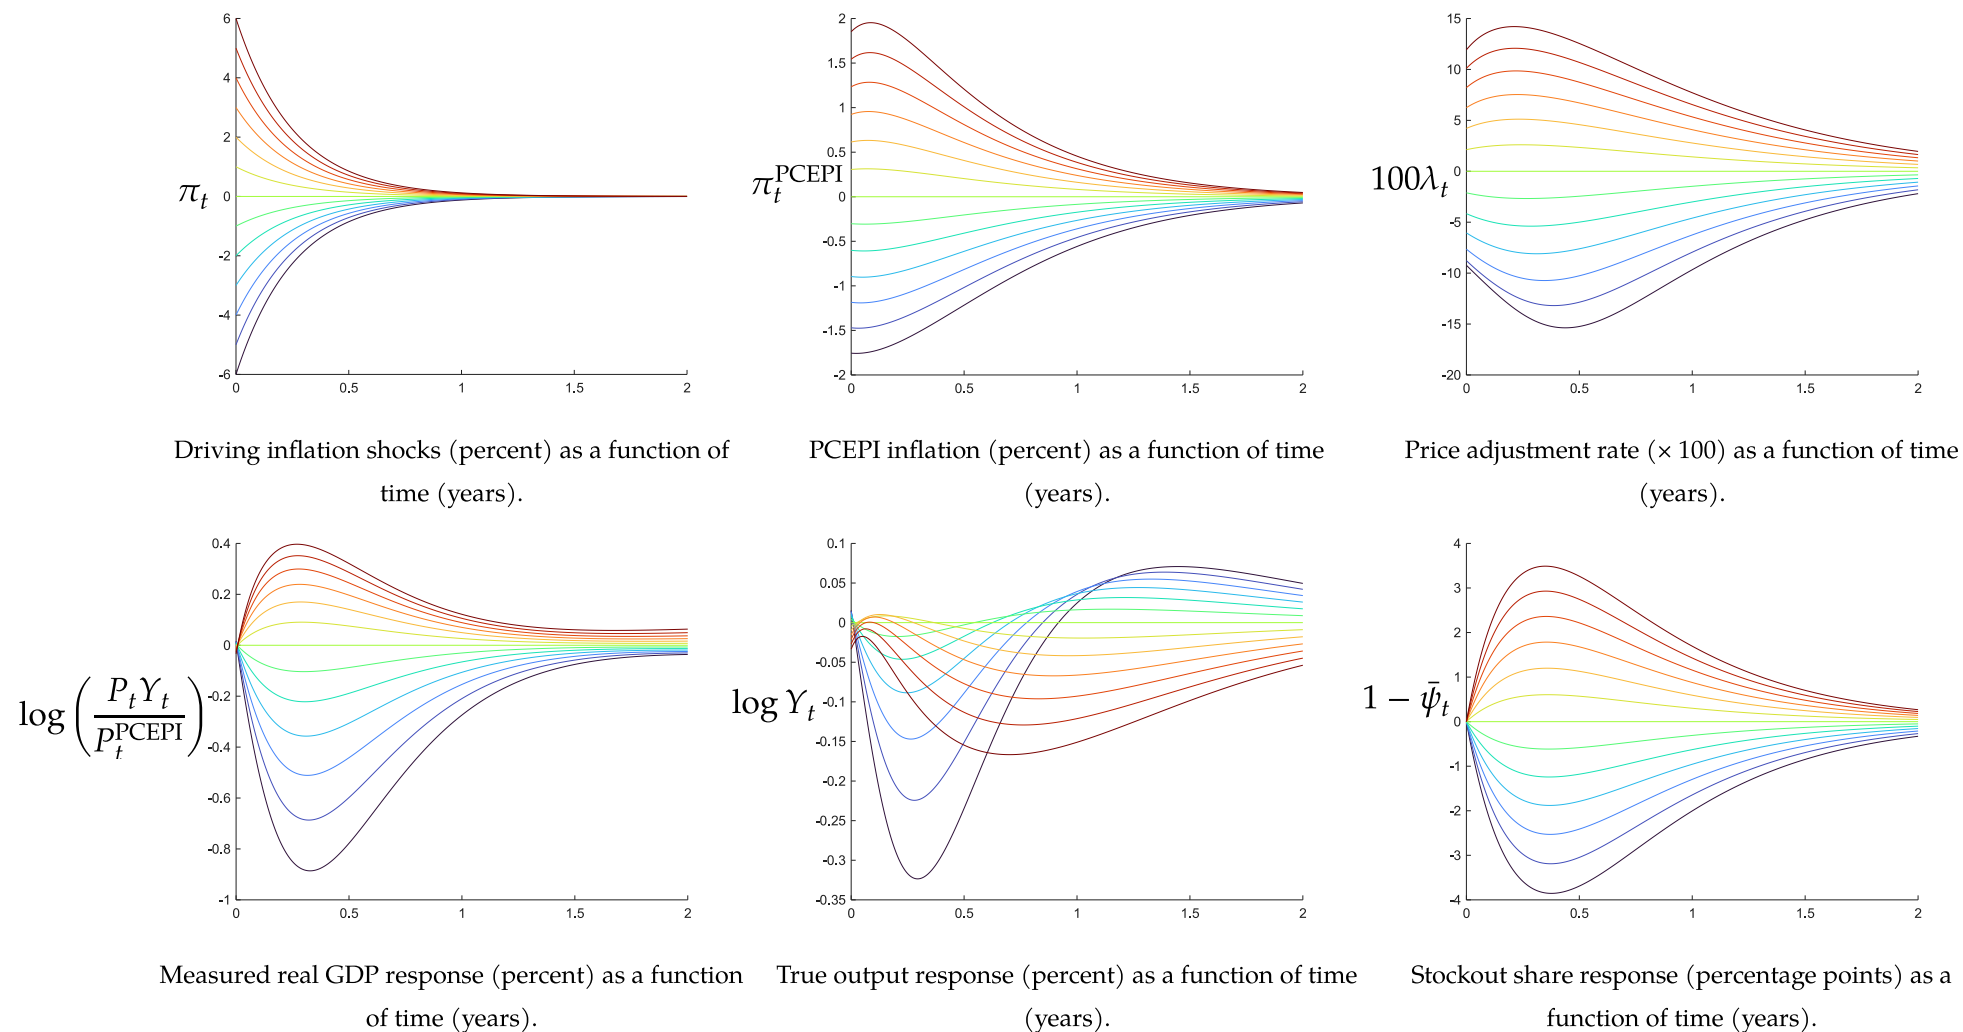 6
4
2
0
-2
-4
-6
0 0.5 1 1.5 2
π_t
Driving inflation shocks (percent) as a function of
time (years).
2
1.5
1
0.5
0
-0.5
-1
-1.5
-2
0 0.5 1 1.5 2
π_t^PCEPI
PCEPI inflation (percent) as a function of time
(years).
15
10
5
0
-5
-10
-15
-20
0 0.5 1 1.5 2
100λ_t
Price adjustment rate (× 100) as a function of time
(years).
0.4
0.2
0
-0.2
-0.4
-0.6
-0.8
-1
0 0.5 1 1.5 2
log (P_t Y_t / P_t^PCEPI)
Measured real GDP response (percent) as a function
of time (years).
0.1
0.05
0
-0.05
-0.1
-0.15
-0.2
-0.25
-0.3
-0.35
0 0.5 1 1.5 2
log Y_t
True output response (percent) as a function of time
(years).
4
3
2
1
0
-1
-2
-3
-4
0 0.5 1 1.5 2
1 − ψ̄_t
Stockout share response (percentage points) as a
function of time (years).